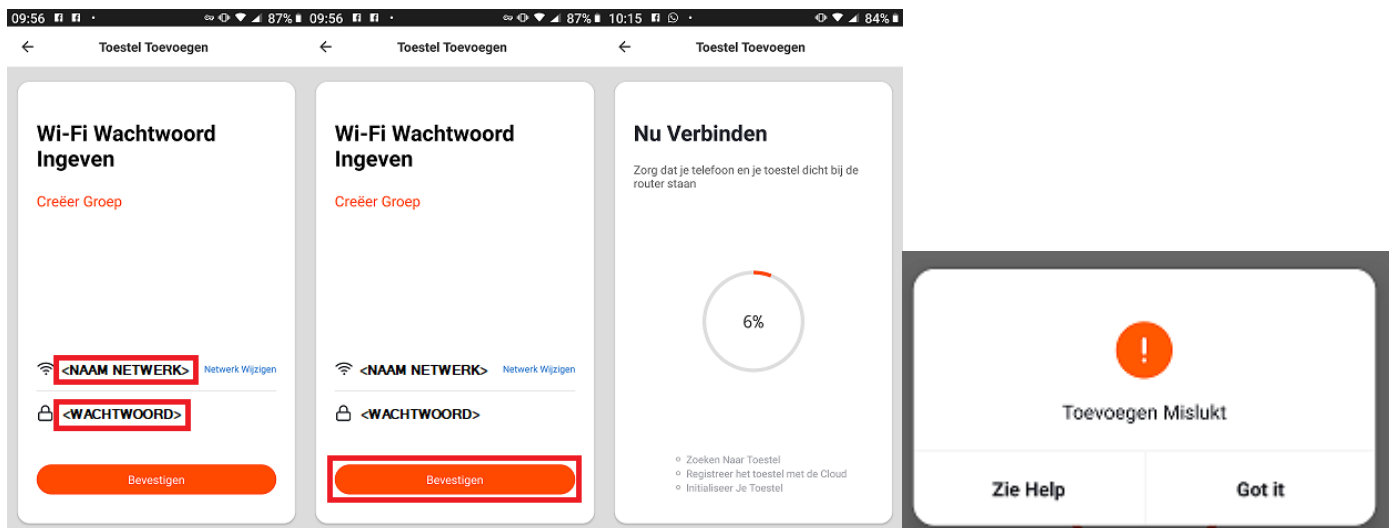 09:56
87%
Toestel Toevoegen
Wi-Fi Wachtwoord
Ingeven
Creëer Groep
<NAAM NETWERK>
Netwerk Wijzigen
<WACHTWOORD>
Bevestigen
09:56
87%
Toestel Toevoegen
Wi-Fi Wachtwoord
Ingeven
Creëer Groep
<NAAM NETWERK>
Netwerk Wijzigen
<WACHTWOORD>
Bevestigen
10:15
84%
Toestel Toevoegen
Nu Verbinden
Zorg dat je telefoon en je toestel dicht bij de
router staan
6%
Zoeken Naar Toestel
Registreer het toestel met de Cloud
Initialiseer Je Toestel
!
Toevoegen Mislukt
Zie Help
Got it